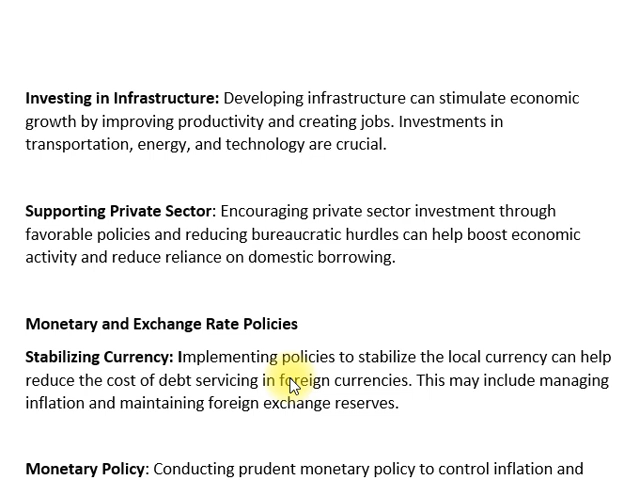 Investing in Infrastructure: Developing infrastructure can stimulate economic
growth by improving productivity and creating jobs. Investments in
transportation, energy, and technology are crucial.
Supporting Private Sector: Encouraging private sector investment through
favorable policies and reducing bureaucratic hurdles can help boost economic
activity and reduce reliance on domestic borrowing.
Monetary and Exchange Rate Policies
Stabilizing Currency: Implementing policies to stabilize the local currency can help
reduce the cost of debt servicing in foreign currencies. This may include managing
inflation and maintaining foreign exchange reserves.
Monetary Policy: Conducting prudent monetary policy to control inflation and